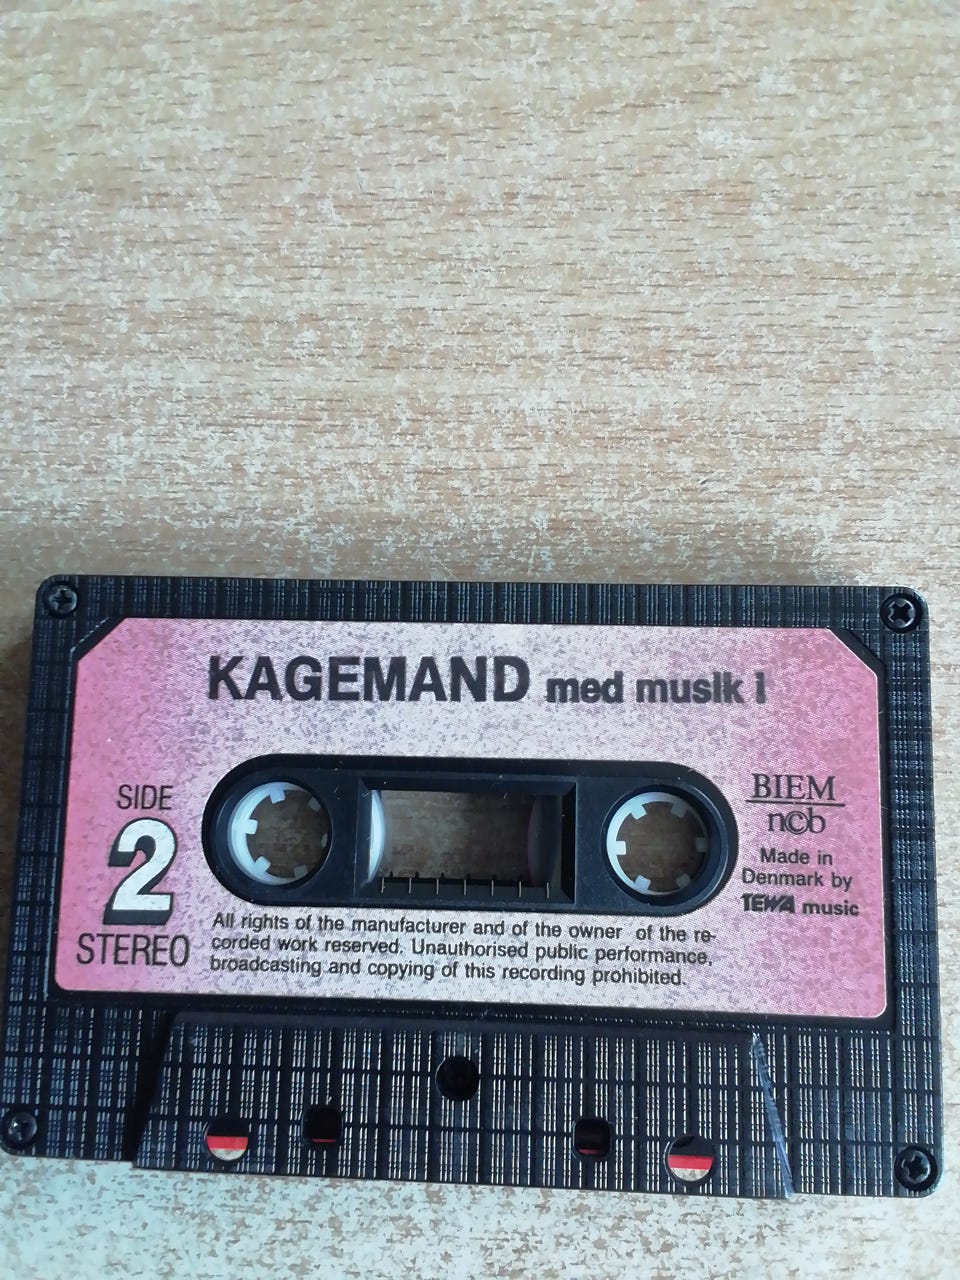 KAGEMAND med musik i
SIDE
2
STEREO
BIEM
n©b
Made in
Denmark by
TEWA music
All rights of the manufacturer and of the owner of the re-
corded work reserved. Unauthorised public performance,
broadcasting and copying of this recording prohibited.